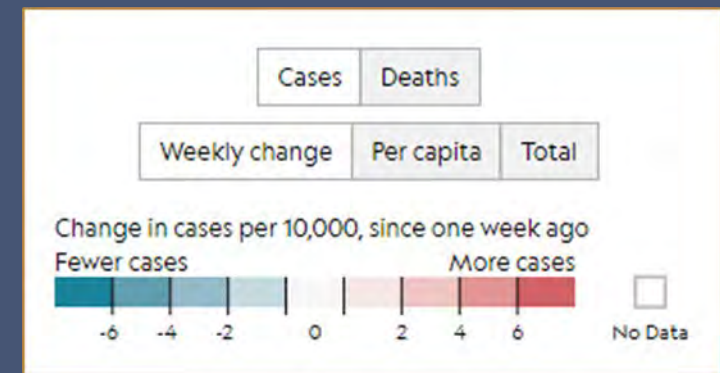 Cases Deaths
Weekly change Per capita Total
Change in cases per 10,000, since one week ago
Fewer cases More cases
-6 -4 -2 0 2 4 6 No Data